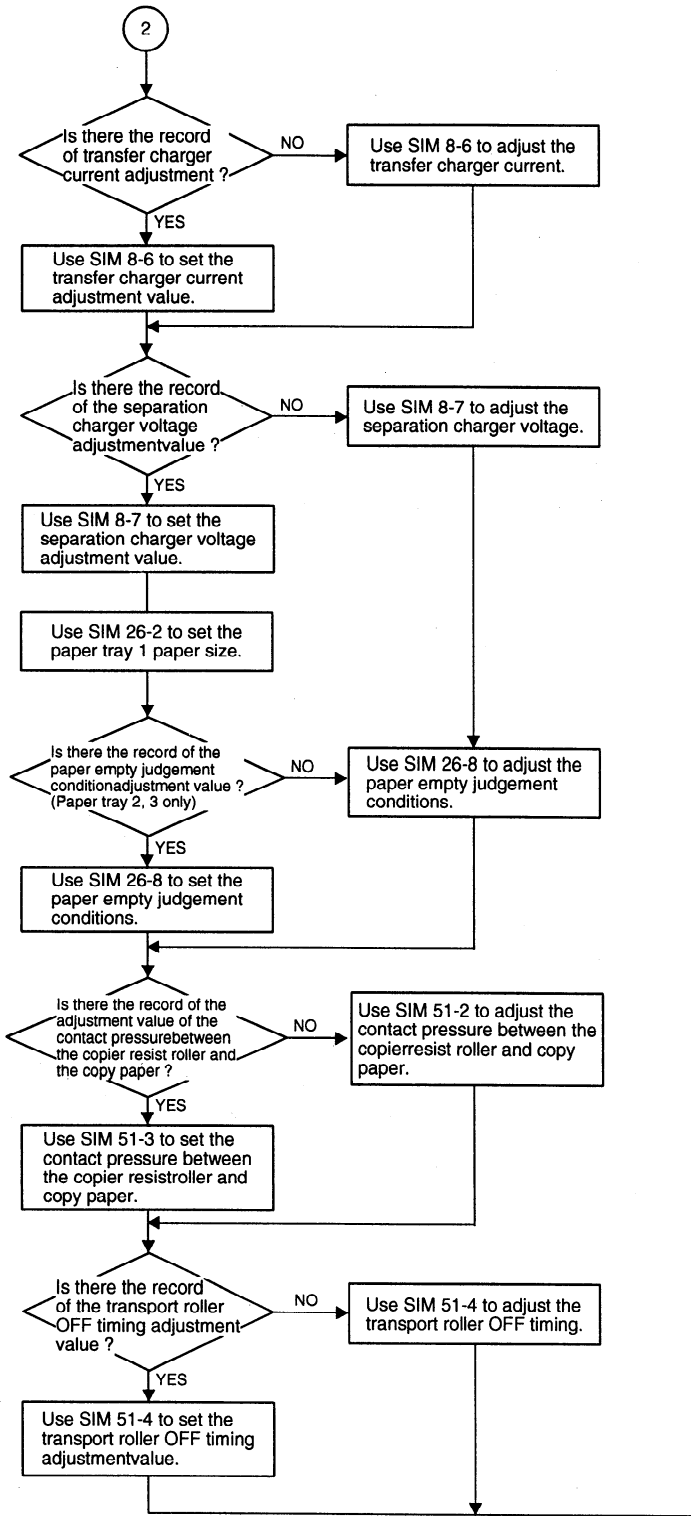 2
Is there the record
of transfer charger
current adjustment ?
NO
Use SIM 8-6 to adjust the
transfer charger current.
YES
Use SIM 8-6 to set the
transfer charger current
adjustment value.
Is there the record
of the separation
charger voltage
adjustmentvalue ?
NO
Use SIM 8-7 to adjust the
separation charger voltage.
YES
Use SIM 8-7 to set the
separation charger voltage
adjustment value.
Use SIM 26-2 to set the
paper tray 1 paper size.
Is there the record of the
paper empty judgement
conditionadjustment value ?
(Paper tray 2, 3 only)
NO
Use SIM 26-8 to adjust the
paper empty judgement
conditions.
YES
Use SIM 26-8 to set the
paper empty judgement
conditions.
Is there the record of the
adjustment value of the
contact pressurebetween
the copier resist roller and
the copy paper ?
NO
Use SIM 51-2 to adjust the
contact pressure between the
copierresist roller and copy
paper.
YES
Use SIM 51-3 to set the
contact pressure between
the copier resistroller and
copy paper.
Is there the record
of the transport roller
OFF timing adjustment
value ?
NO
Use SIM 51-4 to adjust the
transport roller OFF timing.
YES
Use SIM 51-4 to set the
transport roller OFF timing
adjustmentvalue.